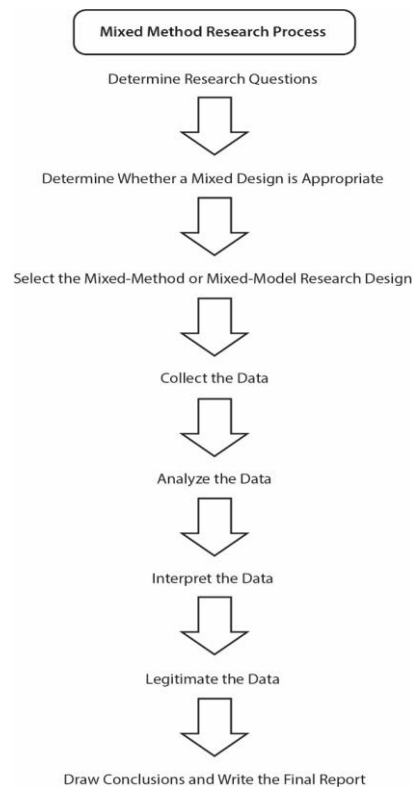 Mixed Method Research Process
Determine Research Questions
Determine Whether a Mixed Design is Appropriate
Select the Mixed-Method or Mixed-Model Research Design
Collect the Data
Analyze the Data
Interpret the Data
Legitimate the Data
Draw Conclusions and Write the Final Report